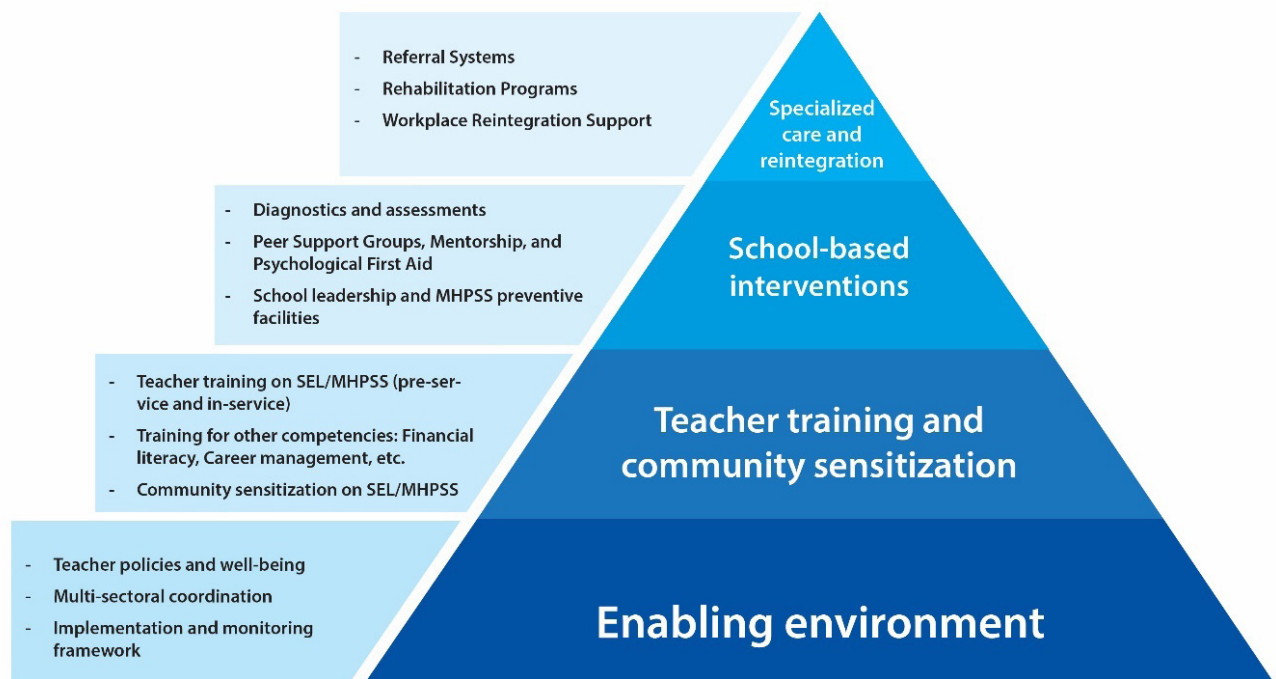 - Referral Systems
- Rehabilitation Programs
- Workplace Reintegration Support
Specialized
care and
reintegration
- Diagnostics and assessments
- Peer Support Groups, Mentorship, and
Psychological First Aid
- School leadership and MHPSS preventive
facilities
School-based
interventions
- Teacher training on SEL/MHPSS (pre-ser-
vice and in-service)
- Training for other competencies: Financial
literacy, Career management, etc.
- Community sensitization on SEL/MHPSS
Teacher training and
community sensitization
- Teacher policies and well-being
- Multi-sectoral coordination
- Implementation and monitoring
framework
Enabling environment